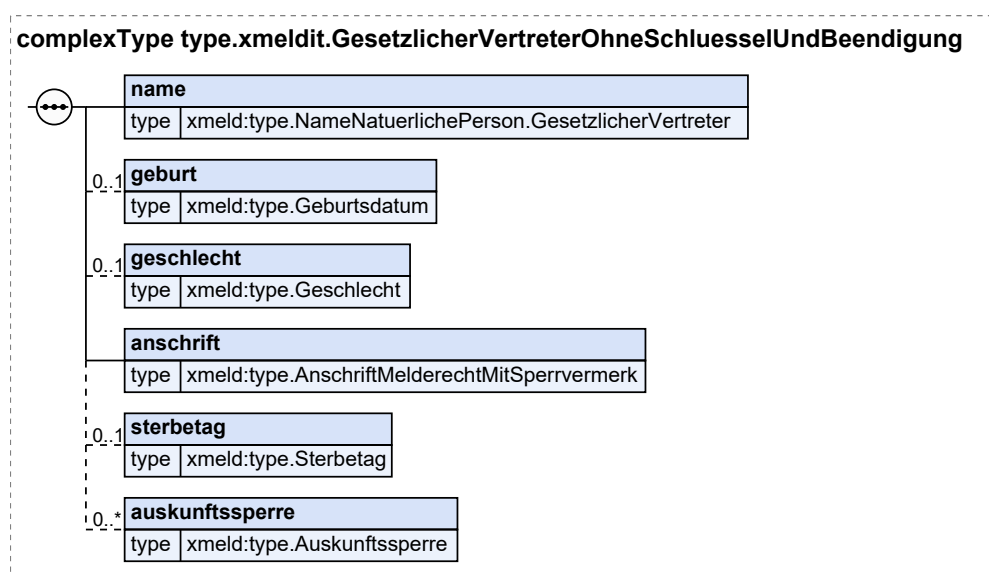 complexType type.xmeldit.GesetzlicherVertreterOhneSchluesselUndBeendigung
name
type xmeld:type.NameNatuerlichePerson.GesetzlicherVertreter
0..1 geburt
type xmeld:type.Geburtsdatum
0..1 geschlecht
type xmeld:type.Geschlecht
anschrift
type xmeld:type.AnschriftMelderechtMitSperrvermerk
0..1 sterbetag
type xmeld:type.Sterbetag
0..* auskunftssperre
type xmeld:type.Auskunftssperre